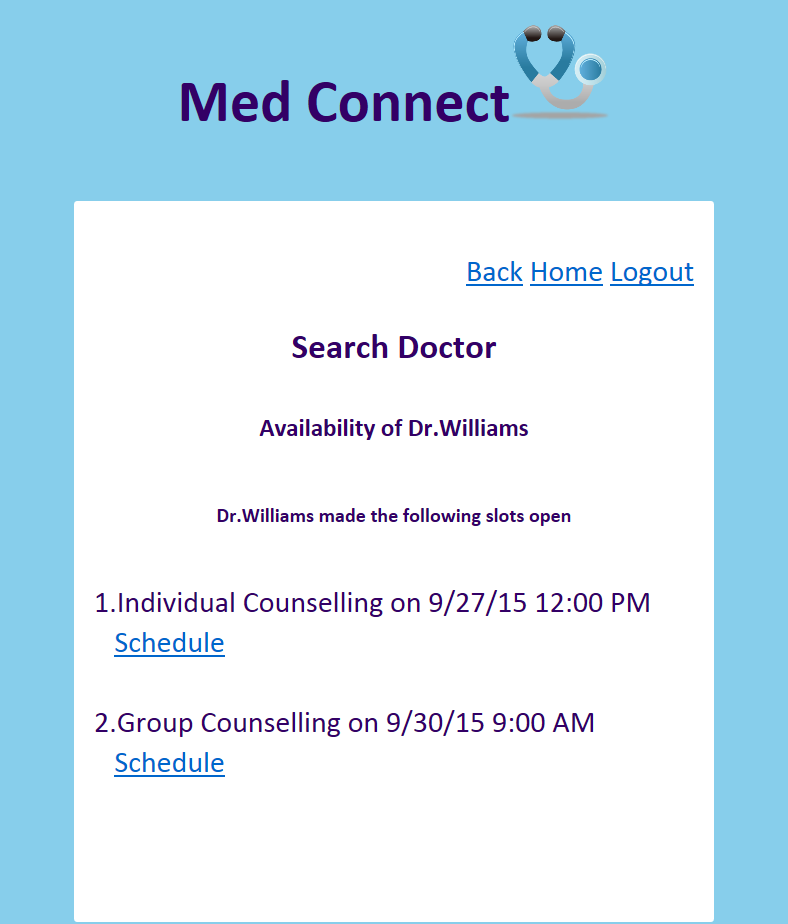 Med Connect
Back Home Logout
Search Doctor
Availability of Dr.Williams
Dr.Williams made the following slots open
1.Individual Counselling on 9/27/15 12:00 PM
Schedule
2.Group Counselling on 9/30/15 9:00 AM
Schedule